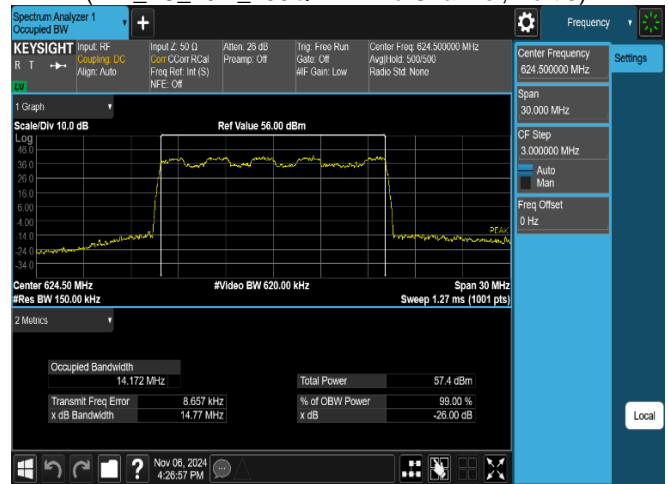 Spectrum Analyzer 1
Occupied BW
Frequency
KEYSIGHT
R T
LXI
Input: RF
Coupling: DC
Align: Auto
Input Z: 50 Ω
Corr CCorr RCal
Freq Ref: Int (S)
NFE: Off
Atten: 26 dB
Preamp: Off
Trig: Free Run
Gate: Off
#IF Gain: Low
Center Freq: 624.500000 MHz
Avg|Hold: 500/500
Radio Std: None
Center Frequency
624.500000 MHz
Settings
Span
30.000 MHz
CF Step
3.000000 MHz
Auto
Man
Freq Offset
0 Hz
1 Graph
Scale/Div 10.0 dB
Ref Value 56.00 dBm
Log
46.0
36.0
26.0
16.0
6.00
-4.00
-14.0
-24.0
-34.0
PEAK
Center 624.50 MHz
#Video BW 620.00 kHz
Span 30 MHz
#Res BW 150.00 kHz
Sweep 1.27 ms (1001 pts)
2 Metrics
Occupied Bandwidth
14.172 MHz
Total Power 57.4 dBm
Transmit Freq Error 8.657 kHz
% of OBW Power 99.00 %
x dB Bandwidth 14.77 MHz
x dB -26.00 dB
Local
?
Nov 06, 2024
4:26:57 PM